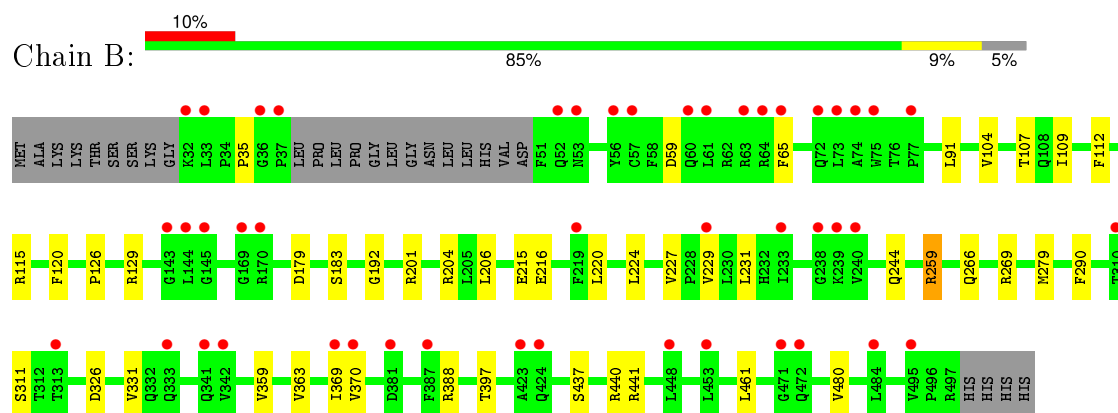 10%
Chain B:
85% 9% 5%
MET ALA LYS LYS THR SER SER LYS GLY K32 L33 P34 P35 G36 P37 LEU PRO LEU PRO GLY LEU GLY ASN LEU LEU HIS VAL ASP F51 Q52 N53 Y56 C57 F58 D59 Q60 L61 R62 R63 R64 F65 Q72 L73 A74 W75 T76 P77 L91 V104 T107 Q108 I109 F112
R115 F120 P126 R129 G143 L144 G145 G169 R170 D179 S183 G192 R201 R204 L205 L206 E215 E216 F219 L220 L224 V227 P228 V229 L230 L231 H232 I233 G238 K239 V240 Q244 R259 Q266 R269 M279 F290 T310
S311 T312 T313 D326 V331 Q332 Q333 Q341 V342 V359 V363 I369 V370 D381 F387 R388 T397 A423 Q424 S437 R440 R441 L448 L453 L461 G471 Q472 V480 L484 V495 P496 R497 HIS HIS HIS HIS